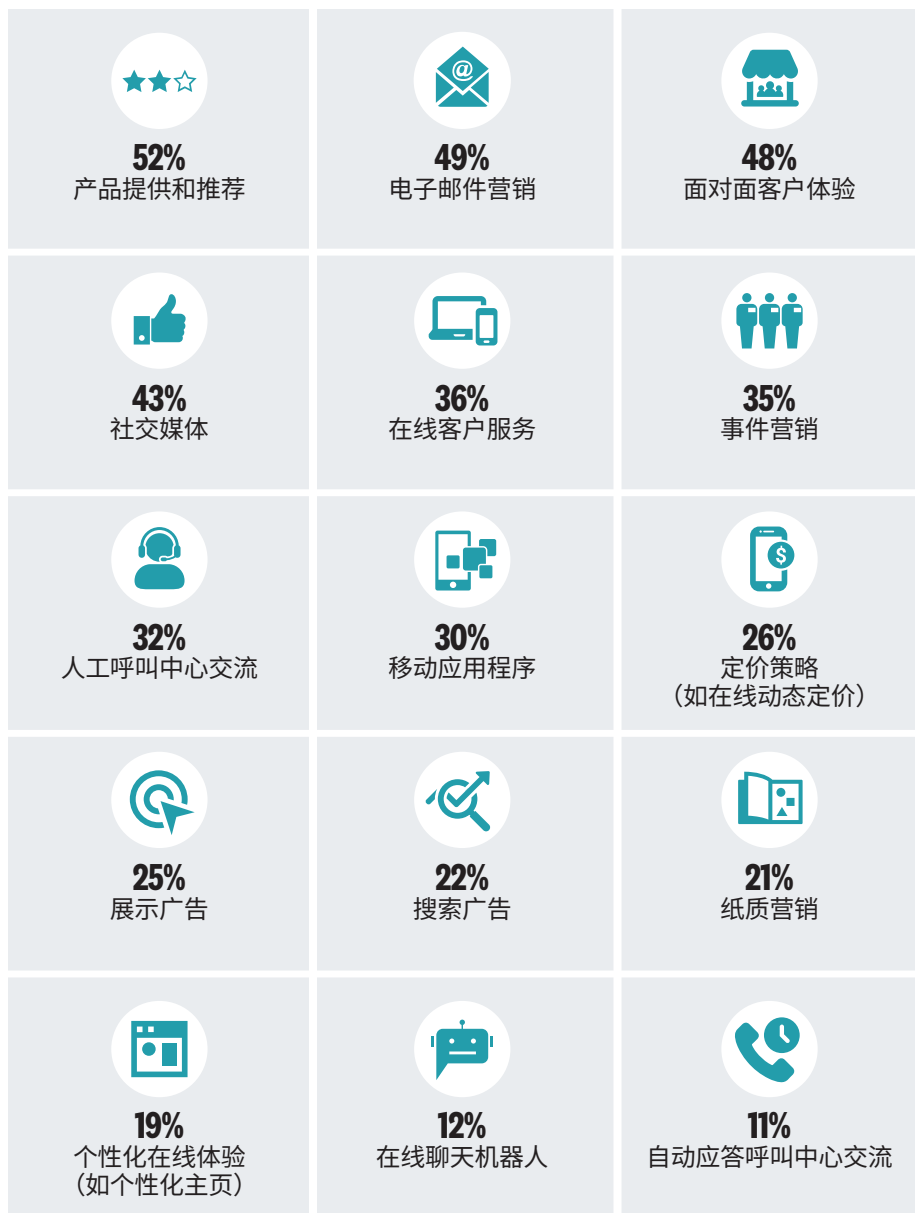 52%
产品提供和推荐
49%
电子邮件营销
48%
面对面客户体验
43%
社交媒体
36%
在线客户服务
35%
事件营销
32%
人工呼叫中心交流
30%
移动应用程序
26%
定价策略
（如在线动态定价）
25%
展示广告
22%
搜索广告
21%
纸质营销
19%
个性化在线体验
（如个性化主页）
12%
在线聊天机器人
11%
自动应答呼叫中心交流